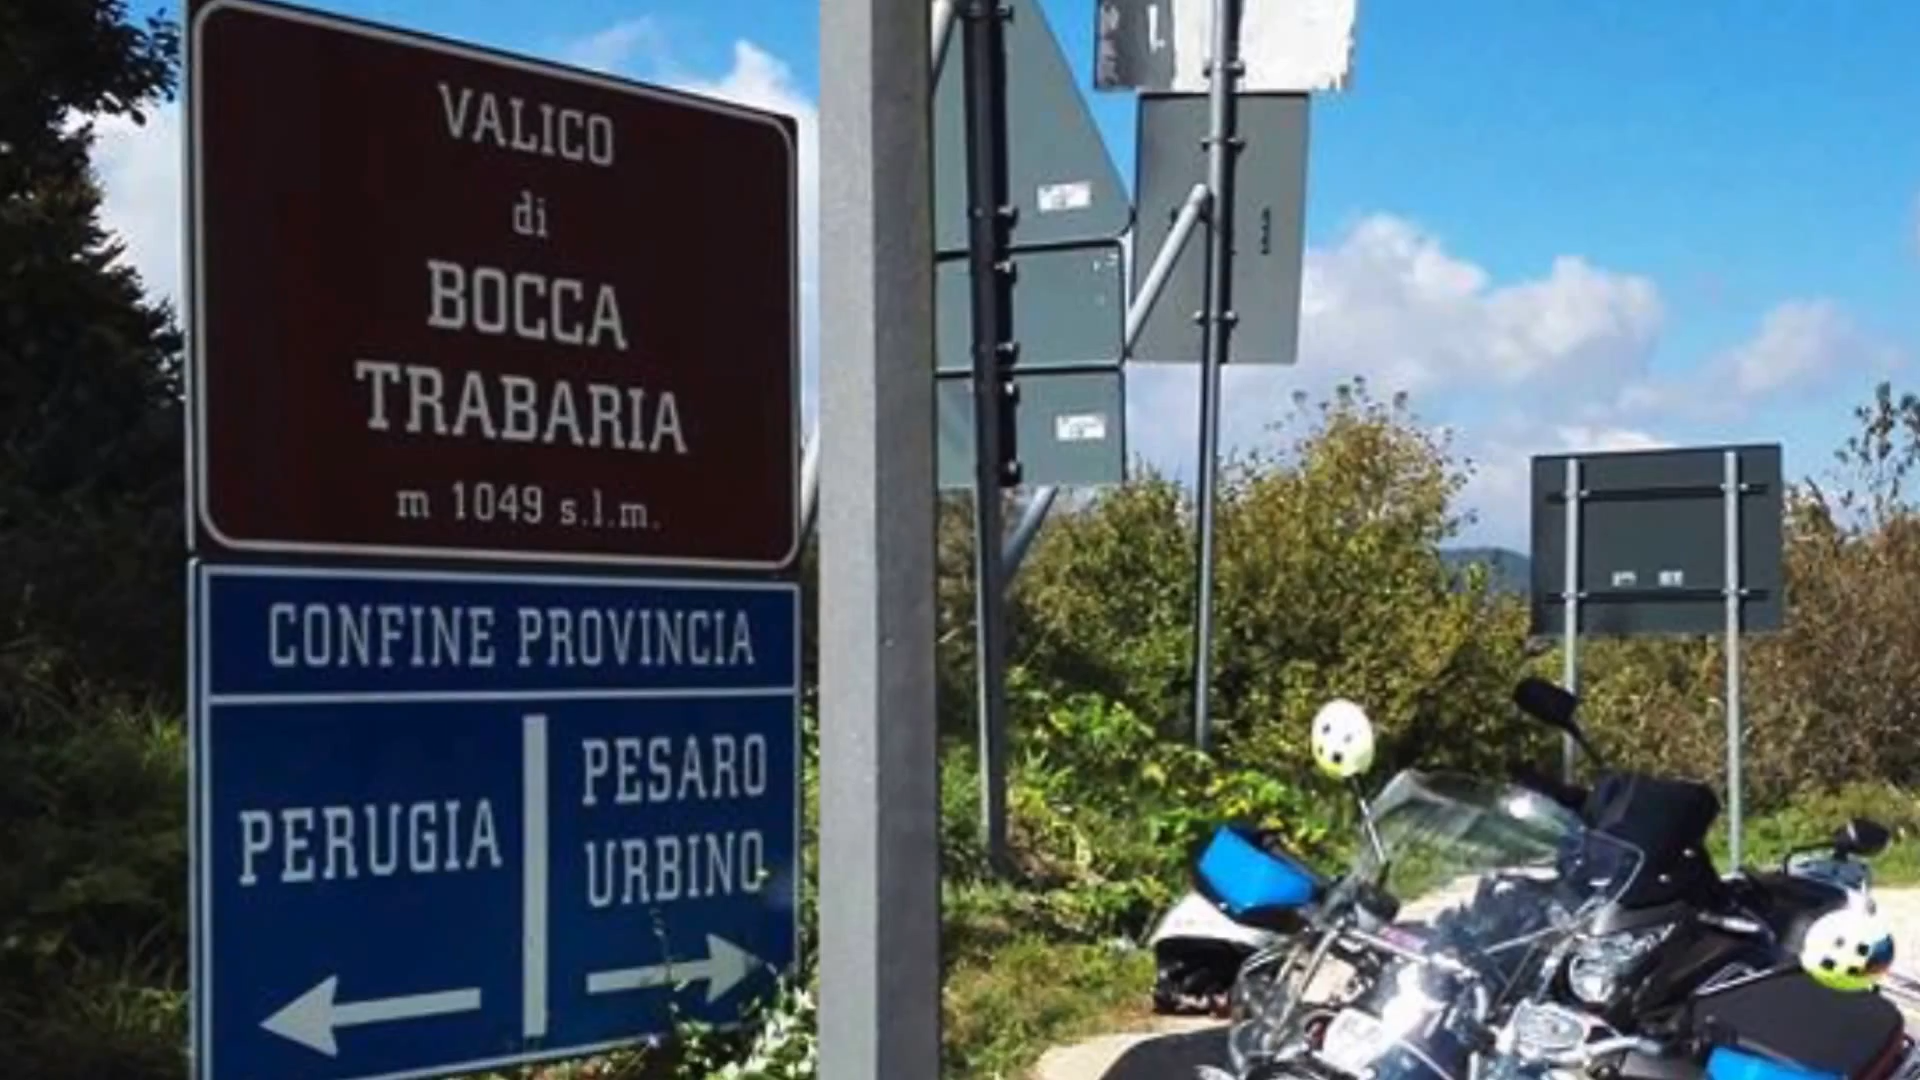 VALICO
di
BOCCA
TRABARIA
m 1049 s.l.m.
CONFINE PROVINCIA
PERUGIA
PESARO
URBINO